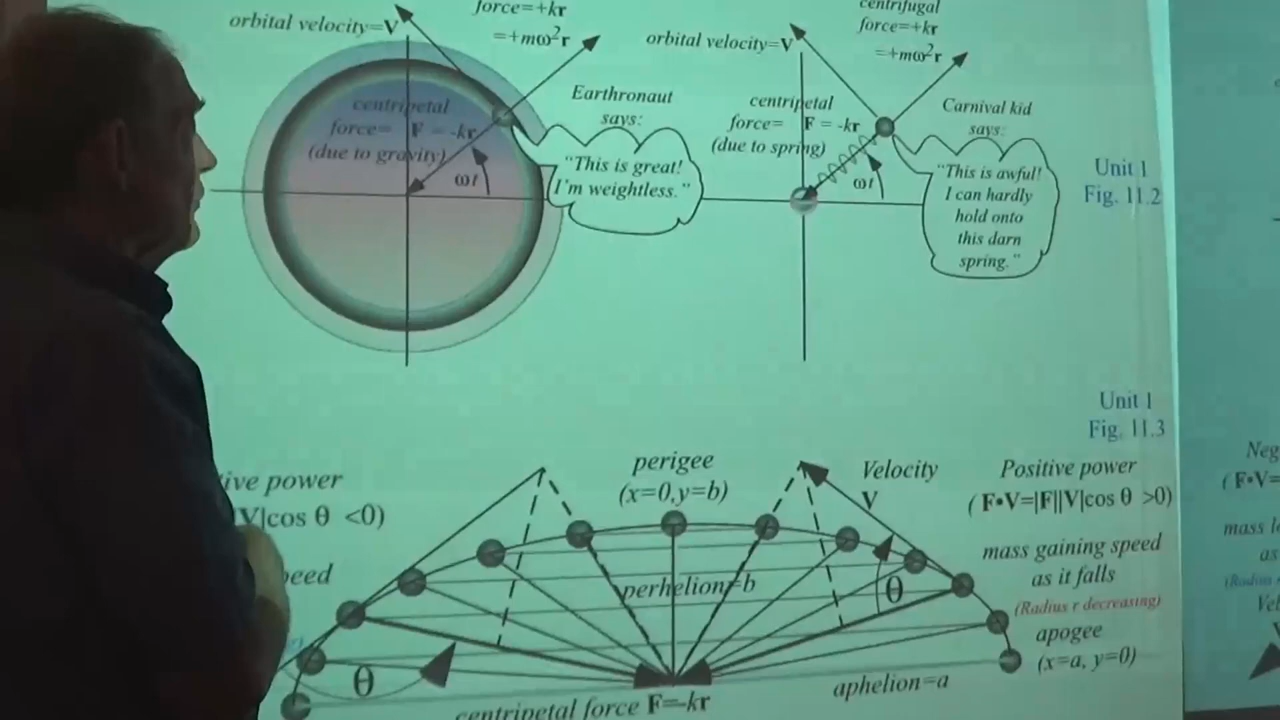 force=+kr
=+mω²r
orbital velocity=V
centripetal
force= F = -kr
(due to gravity)
ωt
Earthronaut
says:
"This is great!
I'm weightless."
centrifugal
force=+kr
=+mω²r
orbital velocity=V
centripetal
force= F = -kr
(due to spring)
ωt
Carnival kid
says:
"This is awful!
I can hardly
hold onto
this darn
spring."
Unit 1
Fig. 11.2
Unit 1
Fig. 11.3
power
V|cos θ <0)
θ
perigee
(x=0,y=b)
perhelion=b
centripetal force F=-kr
Velocity
V
θ
Positive power
( F•V=|F||V|cos θ >0)
mass gaining speed
as it falls
(Radius r decreasing)
apogee
(x=a, y=0)
aphelion=a
( F•V=
mass
as